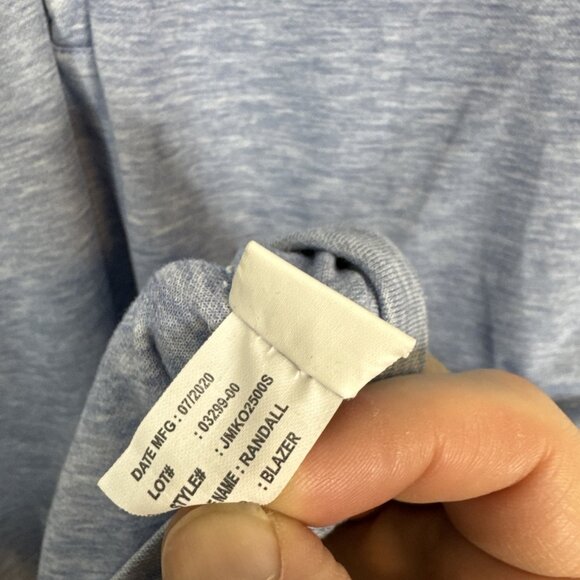 DATE MFG : 07/2020
LOT# : 03299-00
STYLE# : JMKO2500S
NAME : RANDALL
: BLAZER